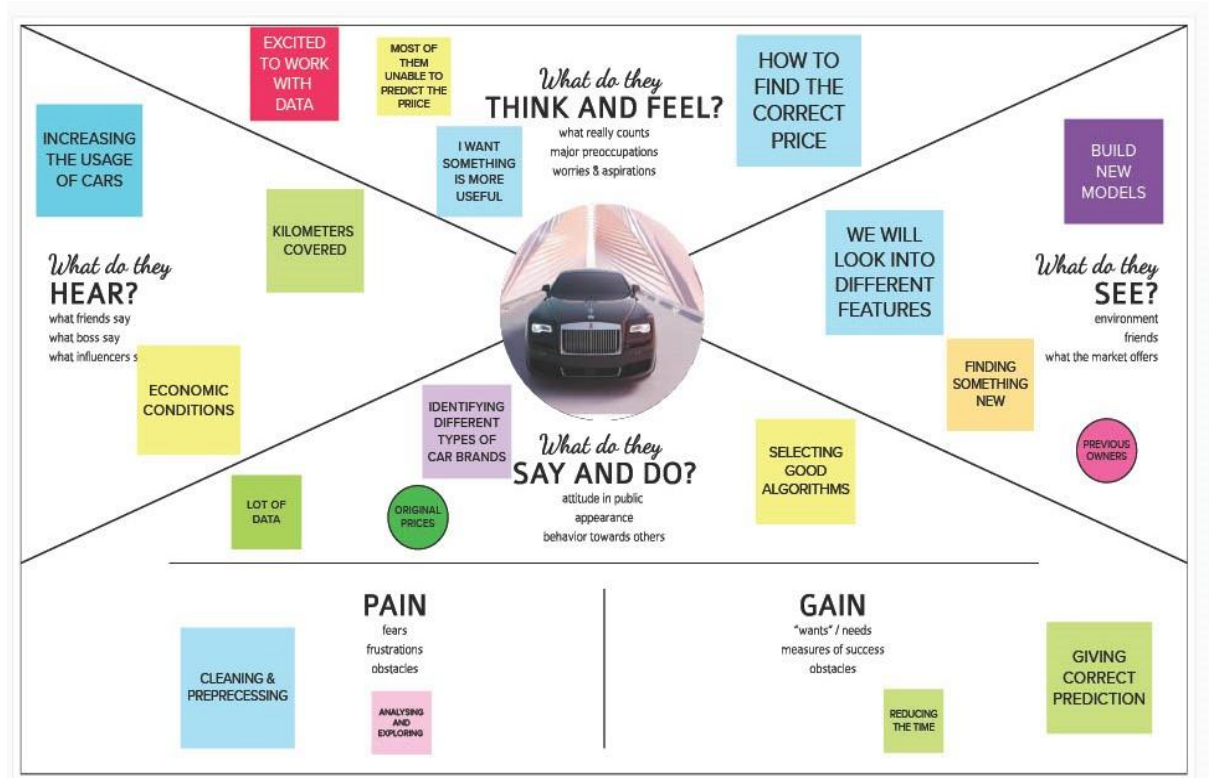 EXCITED
TO WORK
WITH
DATA
MOST OF
THEM
UNABLE TO
PREDICT THE
PRIICE
I WANT
SOMETHING
IS MORE
USEFUL
What do they
THINK AND FEEL?
what really counts
major preoccupations
worries & aspirations
HOW TO
FIND THE
CORRECT
PRICE
INCREASING
THE USAGE
OF CARS
KILOMETERS
COVERED
What do they
HEAR?
what friends say
what boss say
what influencers s
ECONOMIC
CONDITIONS
BUILD
NEW
MODELS
WE WILL
LOOK INTO
DIFFERENT
FEATURES
What do they
SEE?
environment
friends
what the market offers
FINDING
SOMETHING
NEW
PREVIOUS
OWNERS
IDENTIFYING
DIFFERENT
TYPES OF
CAR BRANDS
What do they
SAY AND DO?
attitude in public
appearance
behavior towards others
LOT OF
DATA
ORIGINAL
PRICES
SELECTING
GOOD
ALGORITHMS
PAIN
fears
frustrations
obstacles
CLEANING &
PREPRECESSING
ANALYSING
AND
EXPLORING
GAIN
"wants" / needs
measures of success
obstacles
REDUCING
THE TIME
GIVING
CORRECT
PREDICTION